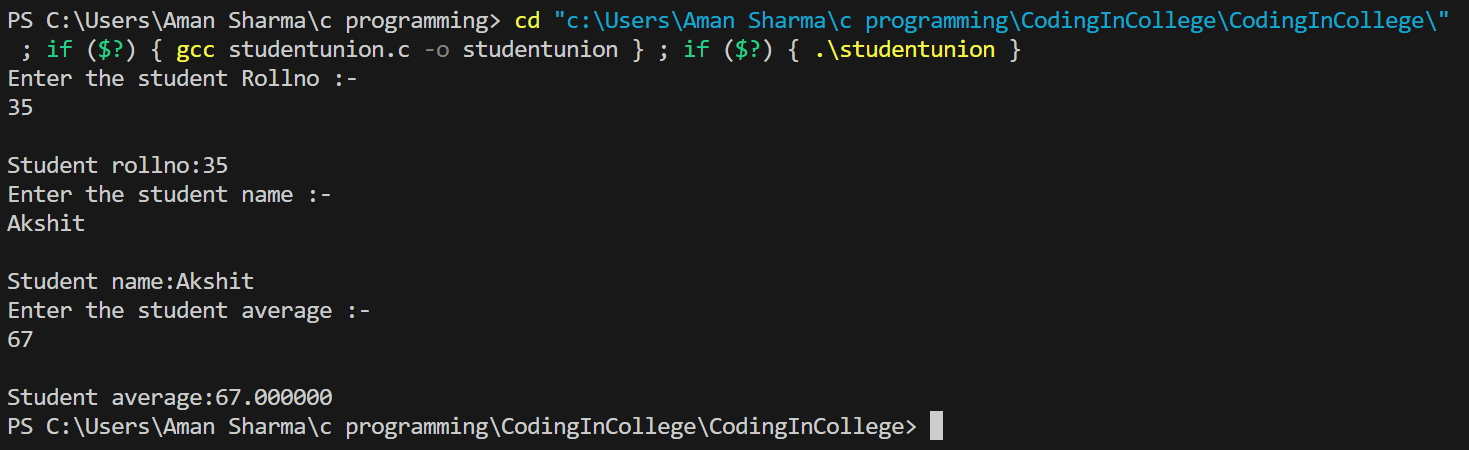 PS C:\Users\Aman Sharma\c programming> cd "c:\Users\Aman Sharma\c programming\CodingInCollege\CodingInCollege\"
 ; if ($?) { gcc studentunion.c -o studentunion } ; if ($?) { .\studentunion }
Enter the student Rollno :-
35
Student rollno:35
Enter the student name :-
Akshit
Student name:Akshit
Enter the student average :-
67
Student average:67.000000
PS C:\Users\Aman Sharma\c programming\CodingInCollege\CodingInCollege>